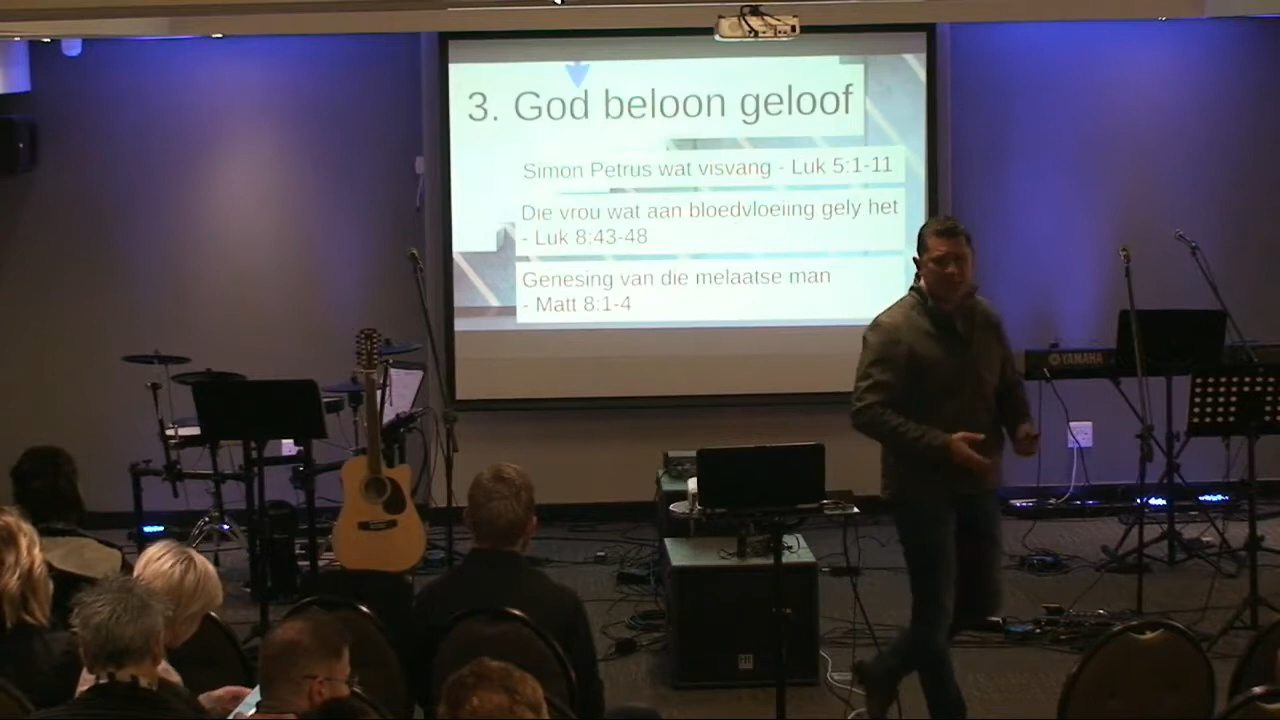 3. God beloon geloof
Simon Petrus wat visvang - Luk 5:1-11
Die vrou wat aan bloedvloeiing gely het
- Luk 8:43-48
Genesing van die melaatse man
- Matt 8:1-4
YAMAHA